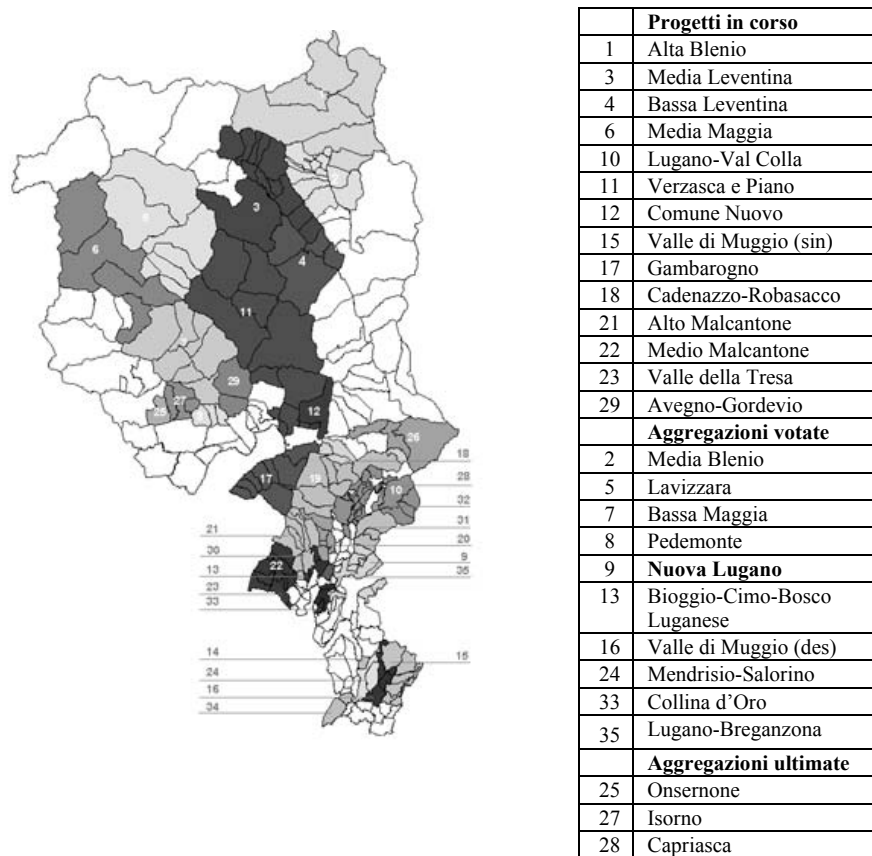 3
6
4
11
29
25
27
12
26
18
17
19
28
10
32
31
21
20
30
22
9
13
35
23
33
14
15
24
16
34
Progetti in corso
1 Alta Blenio
3 Media Leventina
4 Bassa Leventina
6 Media Maggia
10 Lugano-Val Colla
11 Verzasca e Piano
12 Comune Nuovo
15 Valle di Muggio (sin)
17 Gambarogno
18 Cadenazzo-Robasacco
21 Alto Malcantone
22 Medio Malcantone
23 Valle della Tresa
29 Avegno-Gordevio
Aggregazioni votate
2 Media Blenio
5 Lavizzara
7 Bassa Maggia
8 Pedemonte
9 Nuova Lugano
13 Bioggio-Cimo-Bosco
Luganese
16 Valle di Muggio (des)
24 Mendrisio-Salorino
33 Collina d'Oro
35 Lugano-Breganzona
Aggregazioni ultimate
25 Onsernone
27 Isorno
28 Capriasca